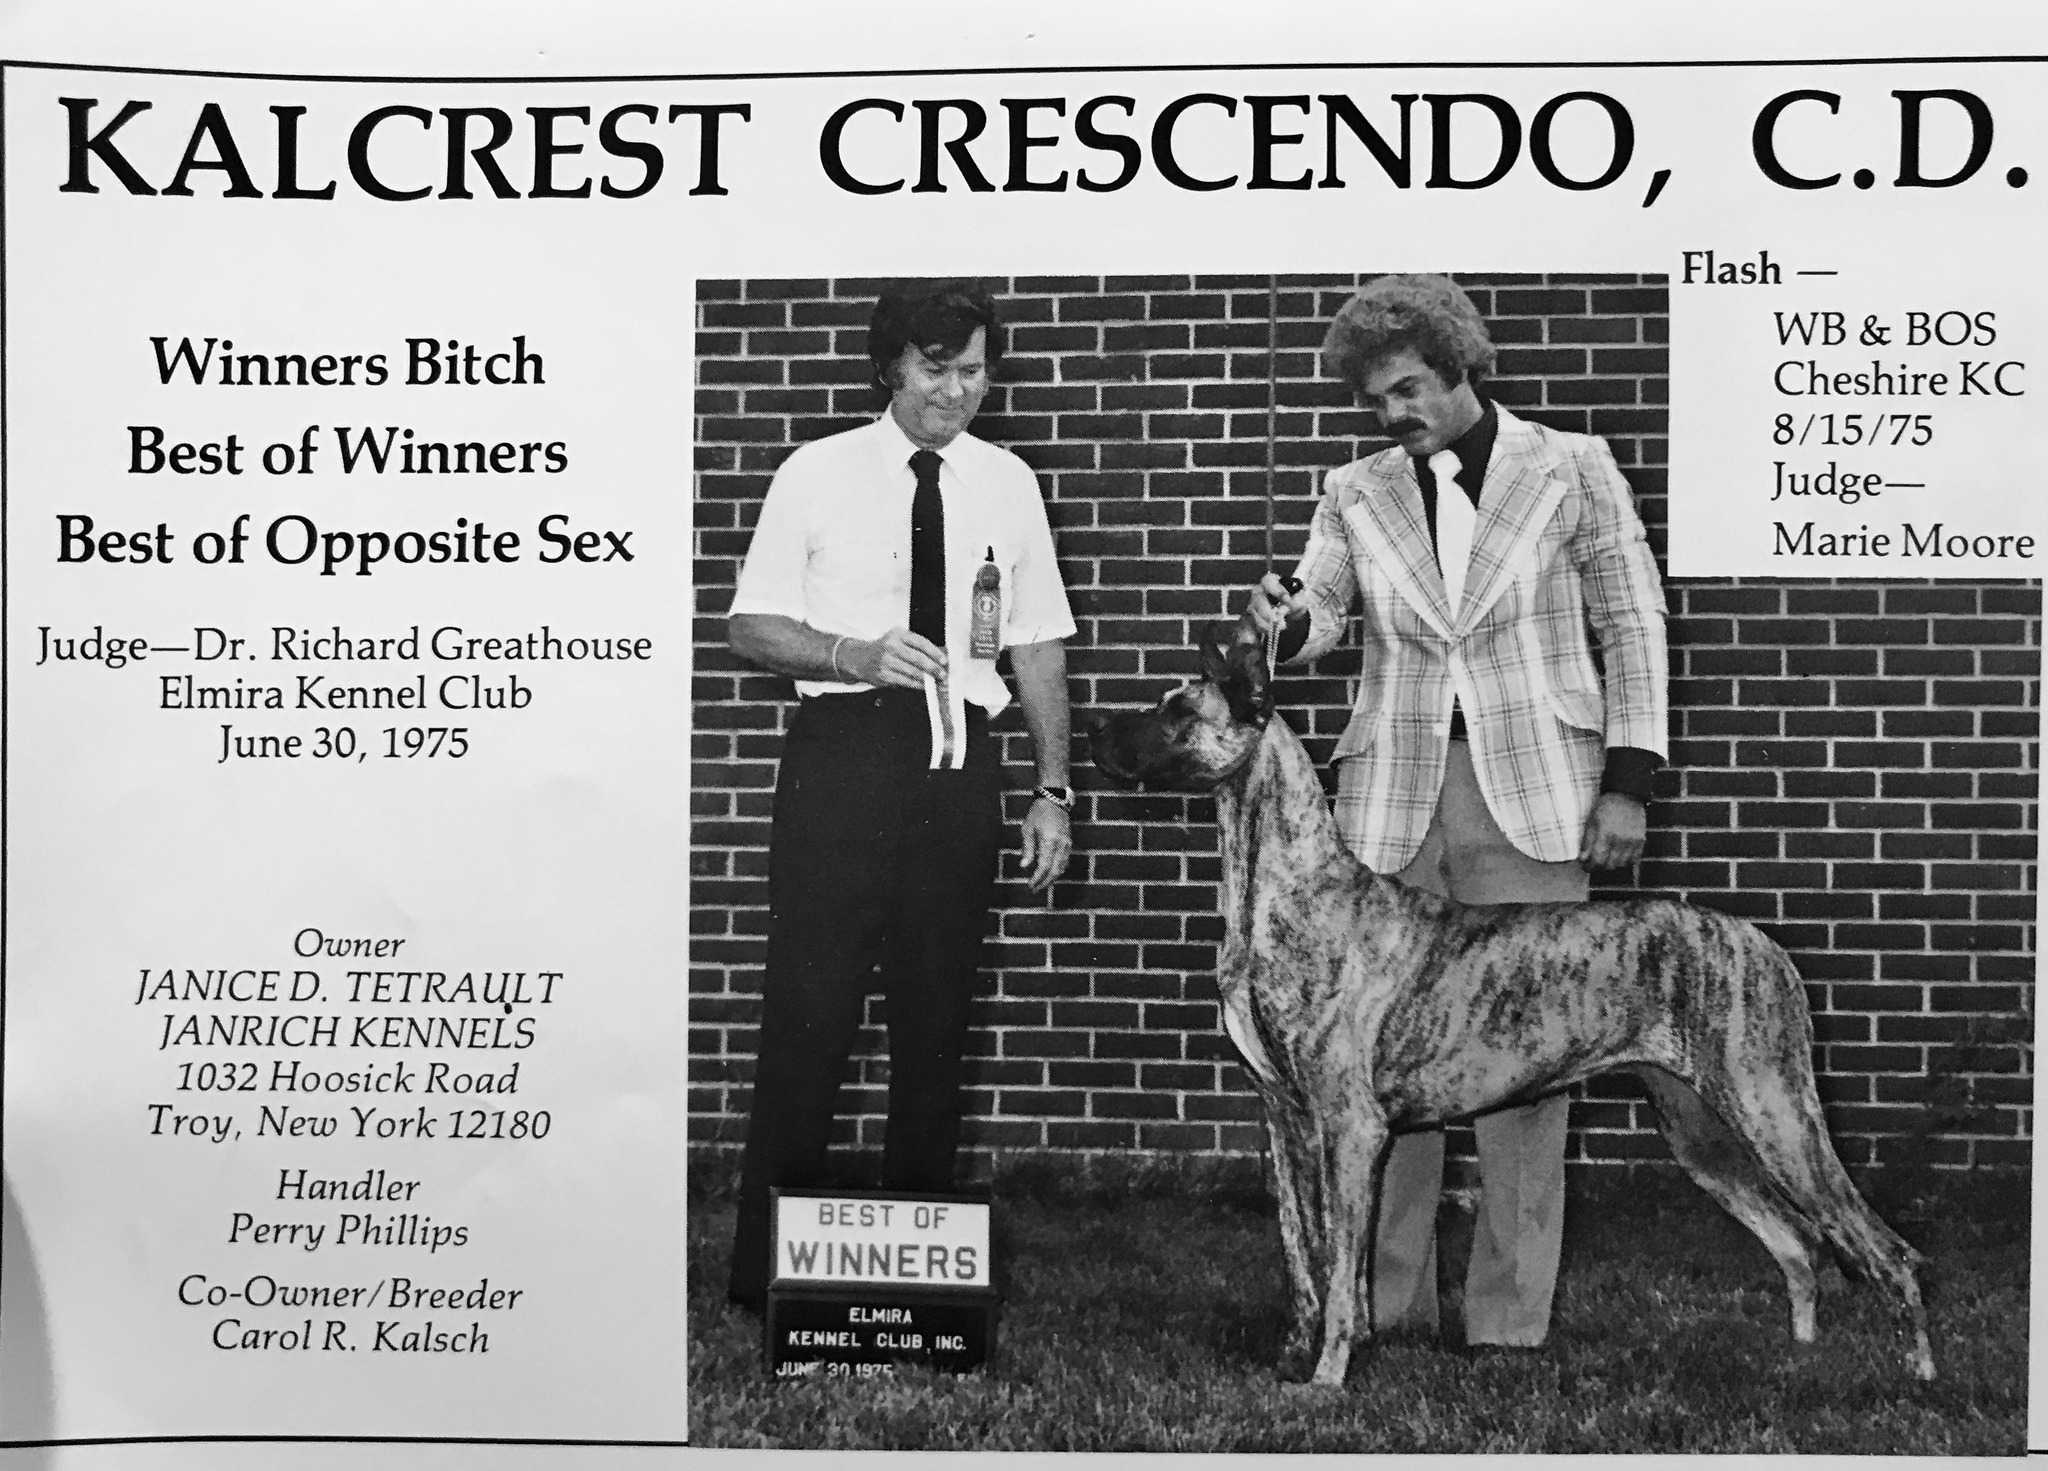 KALCREST CRESCENDO, C.D.
Winners Bitch
Best of Winners
Best of Opposite Sex
Judge—Dr. Richard Greathouse
Elmira Kennel Club
June 30, 1975
Owner
JANICE D. TETRAULT
JANRICH KENNELS
1032 Hoosick Road
Troy, New York 12180
Handler
Perry Phillips
Co-Owner/Breeder
Carol R. Kalsch
Flash —
WB & BOS
Cheshire KC
8/15/75
Judge—
Marie Moore
BEST OF
WINNERS
ELMIRA
KENNEL CLUB, INC.
JUNE 30, 1975